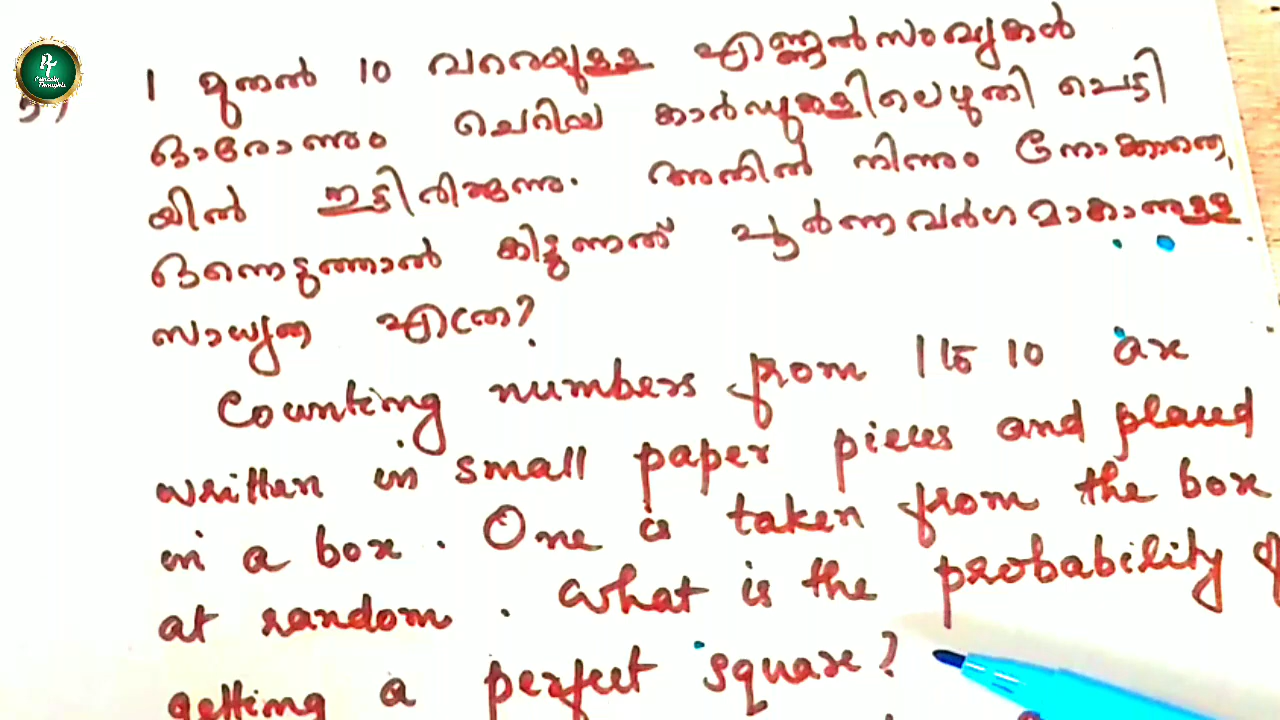 1 മുതൽ 10 വരെയുള്ള എണ്ണൽസംഖ്യകൾ
ഓരോന്നും ചെറിയ കാർഡുകളിലെഴുതി പെട്ടി
യിൽ ഇട്ടിരിക്കുന്നു. അതിൽ നിന്നും നോക്കാതെ,
ഒന്നെടുത്താൽ കിട്ടുന്നത് പൂർണവർഗമാകാനുള്ള
സാധ്യത എത്ര?
Counting numbers from 1 to 10 are
written in small paper pieces and placed
in a box. One is taken from the box
at random. What is the probability of
getting a perfect square?